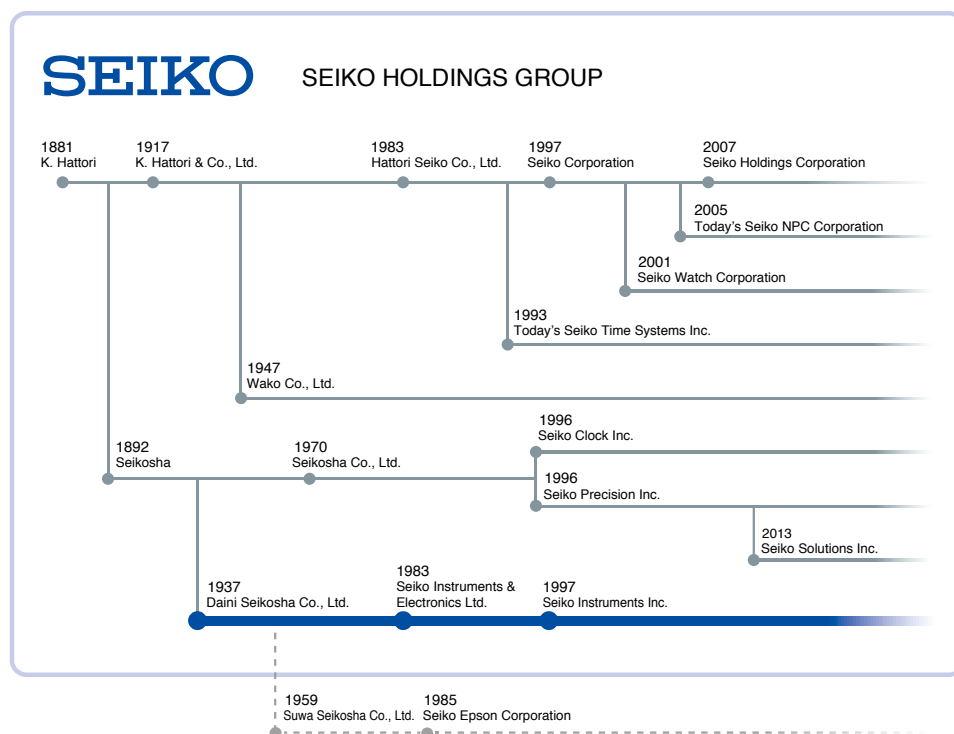 SEIKO
SEIKO HOLDINGS GROUP
1881
K. Hattori
1917
K. Hattori & Co., Ltd.
1983
Hattori Seiko Co., Ltd.
1997
Seiko Corporation
2007
Seiko Holdings Corporation
2005
Today's Seiko NPC Corporation
2001
Seiko Watch Corporation
1993
Today's Seiko Time Systems Inc.
1947
Wako Co., Ltd.
1892
Seikosha
1970
Seikosha Co., Ltd.
1996
Seiko Clock Inc.
1996
Seiko Precision Inc.
2013
Seiko Solutions Inc.
1937
Daini Seikosha Co., Ltd.
1983
Seiko Instruments &
Electronics Ltd.
1997
Seiko Instruments Inc.
1959
Suwa Seikosha Co., Ltd.
1985
Seiko Epson Corporation